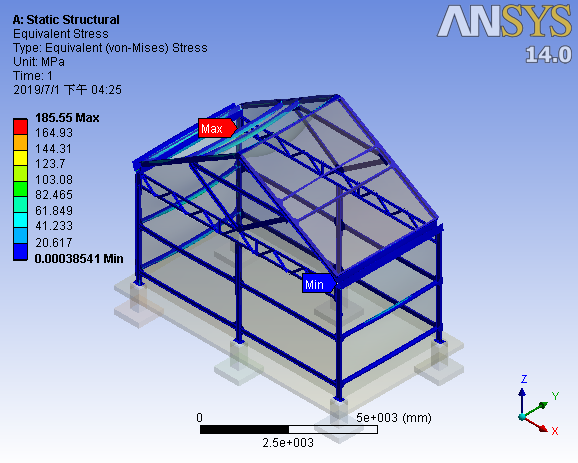 A: Static Structural
Equivalent Stress
Type: Equivalent (von-Mises) Stress
Unit: MPa
Time: 1
2019/7/1 下午 04:25
ANSYS
14.0
185.55 Max
164.93
144.31
123.7
103.08
82.465
61.849
41.233
20.617
0.00038541 Min
Max
Min
0 5e+003 (mm)
2.5e+003
Z
Y
X